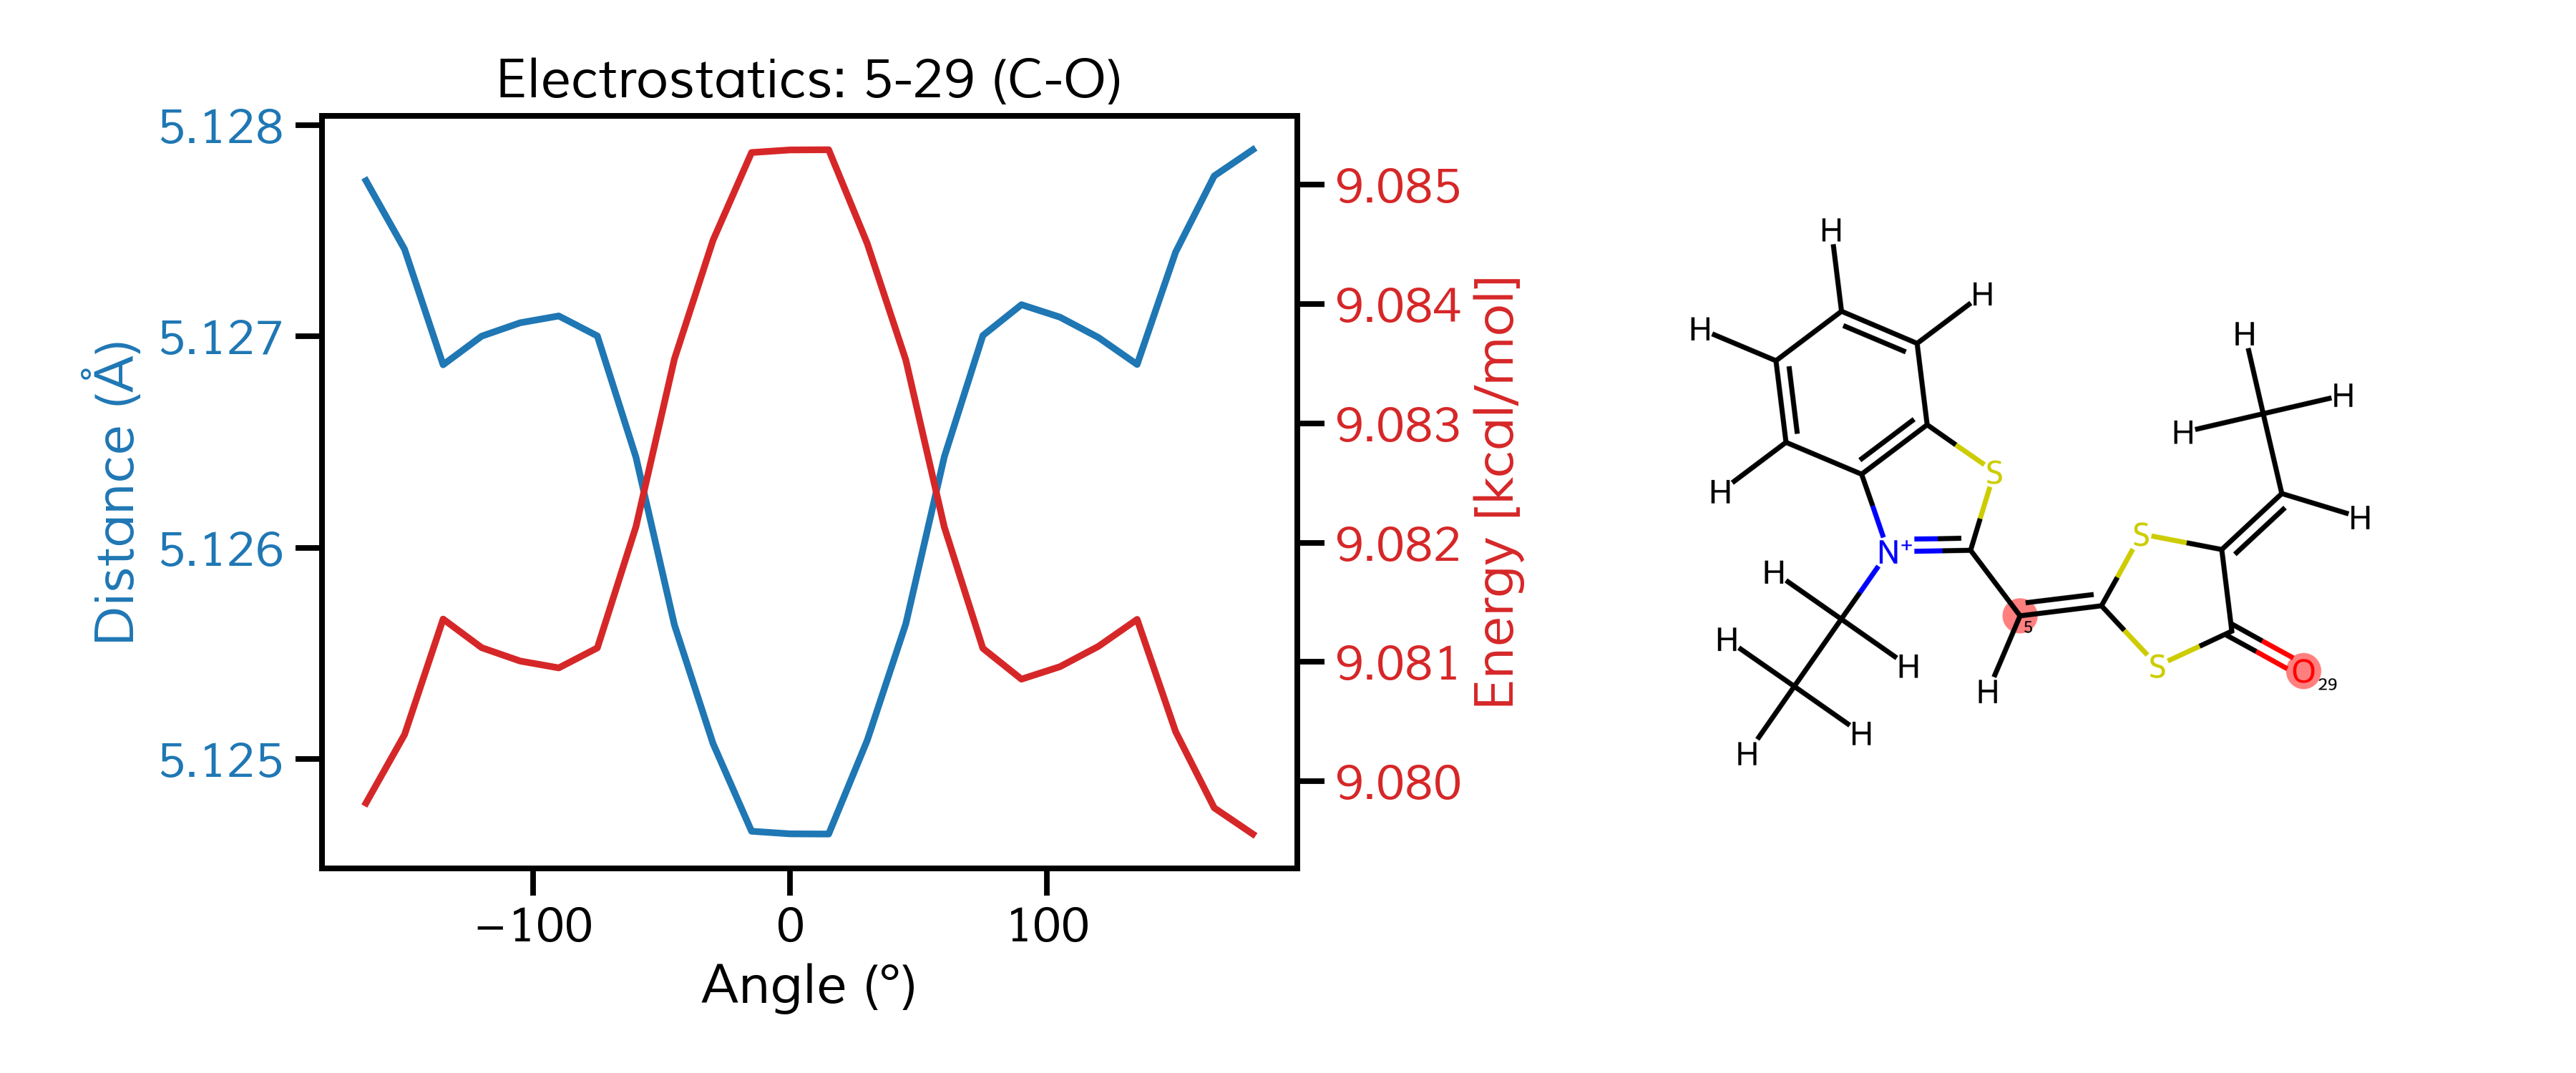 Electrostatics: 5-29 (C-O)
5.128
5.127
5.126
5.125
Distance (Å)
9.085
9.084
9.083
9.082
9.081
9.080
Energy [kcal/mol]
−100 0 100
Angle (°)
H
H
H
H
H
H
S
H
H
S
N+
H
5
H
H
S
O
29
H
H
H
H